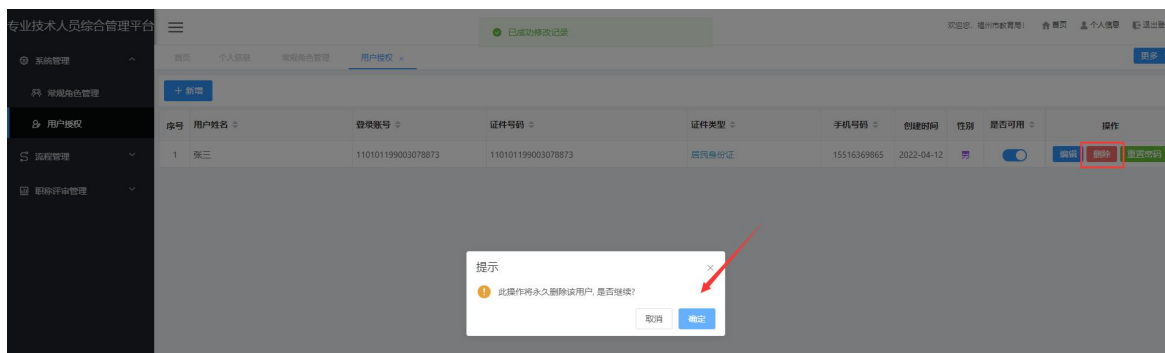 专业技术人员综合管理平台
已成功修改记录
欢迎您, 福州市教育局! 首页 个人信息 退出登
系统管理
首页 个人信息 常规角色管理 用户授权 ×
更多
常规角色管理
+ 新增
用户授权
序号 用户姓名 登录账号 证件号码 证件类型 手机号码 创建时间 性别 是否可用 操作
流程管理
1 张三 110101199003078873 110101199003078873 居民身份证 15516369865 2022-04-12 男 编辑 删除 重置密码
职称评审管理
提示 ×
此操作将永久删除该用户, 是否继续?
取消 确定